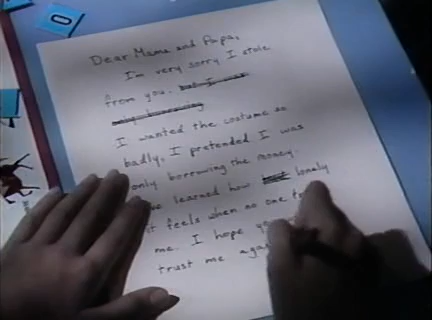 0
Dear Mama and Papa,
I'm very sorry I stole
from you. but I was
only borrowing
I wanted the costume so
badly, I pretended I was
only borrowing the money.
learned how lonely
it feels when no one
me. I hope
trust me